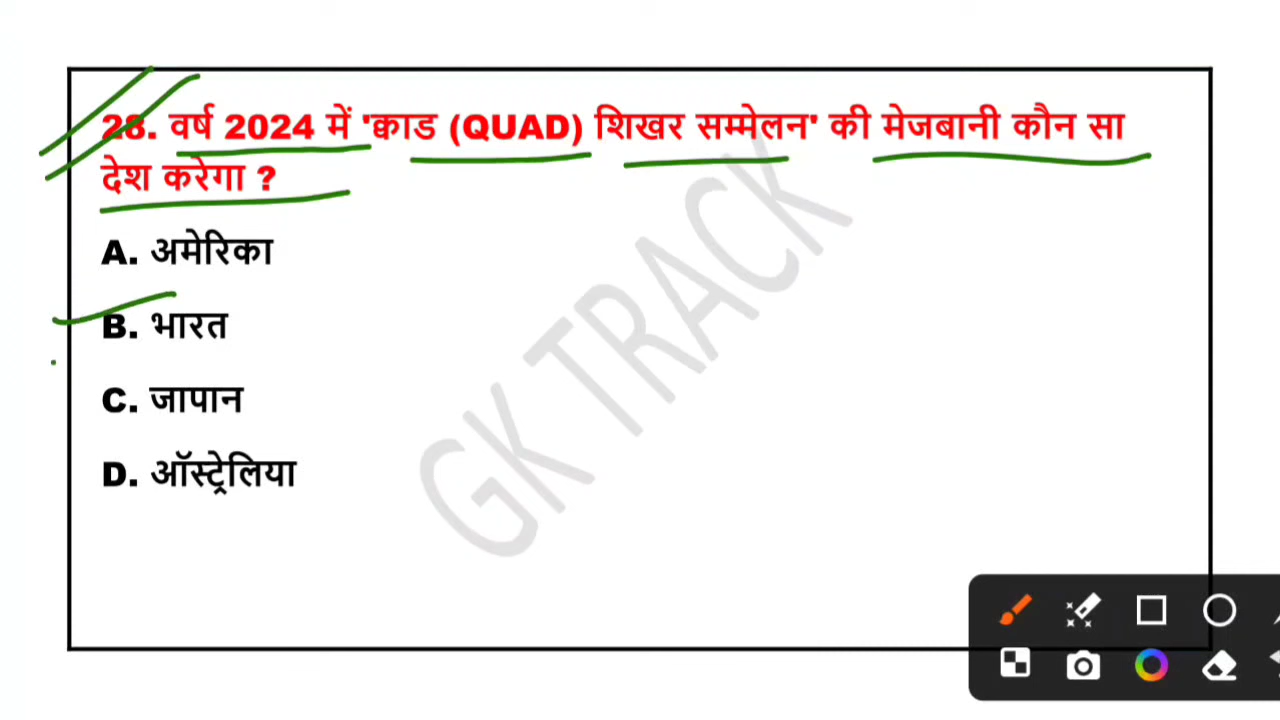 28. वर्ष 2024 में 'क्वाड (QUAD) शिखर सम्मेलन' की मेजबानी कौन सा
देश करेगा ?
A. अमेरिका
B. भारत
C. जापान
D. ऑस्ट्रेलिया
GK TRACK